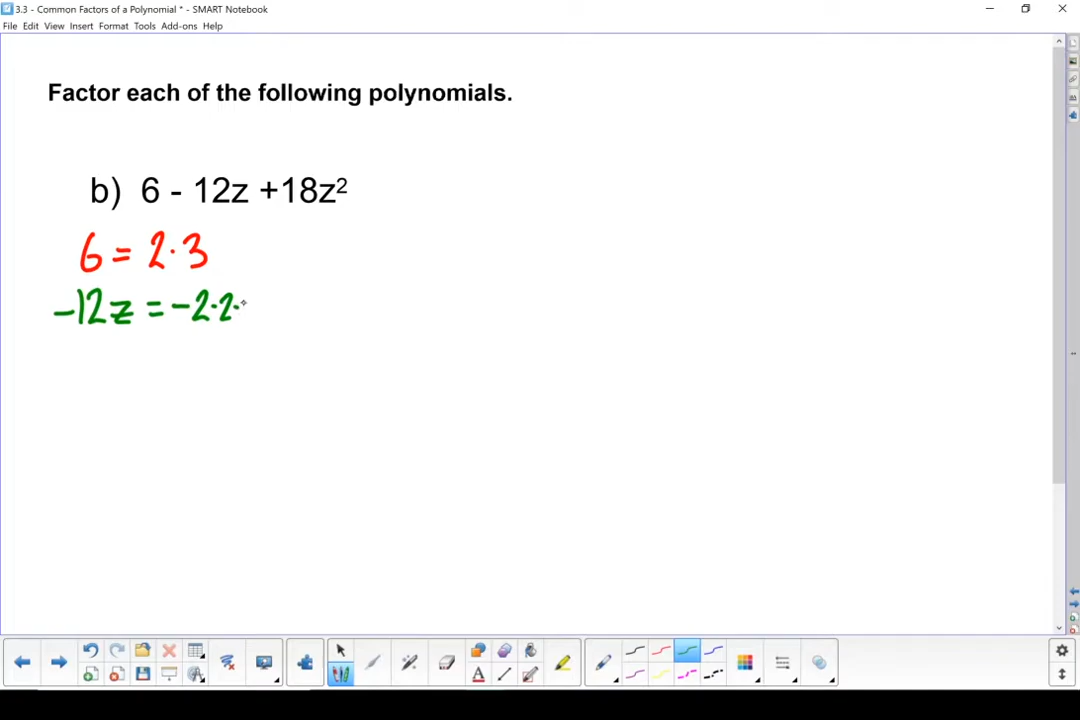 3.3 - Common Factors of a Polynomial * - SMART Notebook
File Edit View Insert Format Tools Add-ons Help
Factor each of the following polynomials.
b) 6 - 12z +18z²
6 = 2·3
-12z = -2·2·